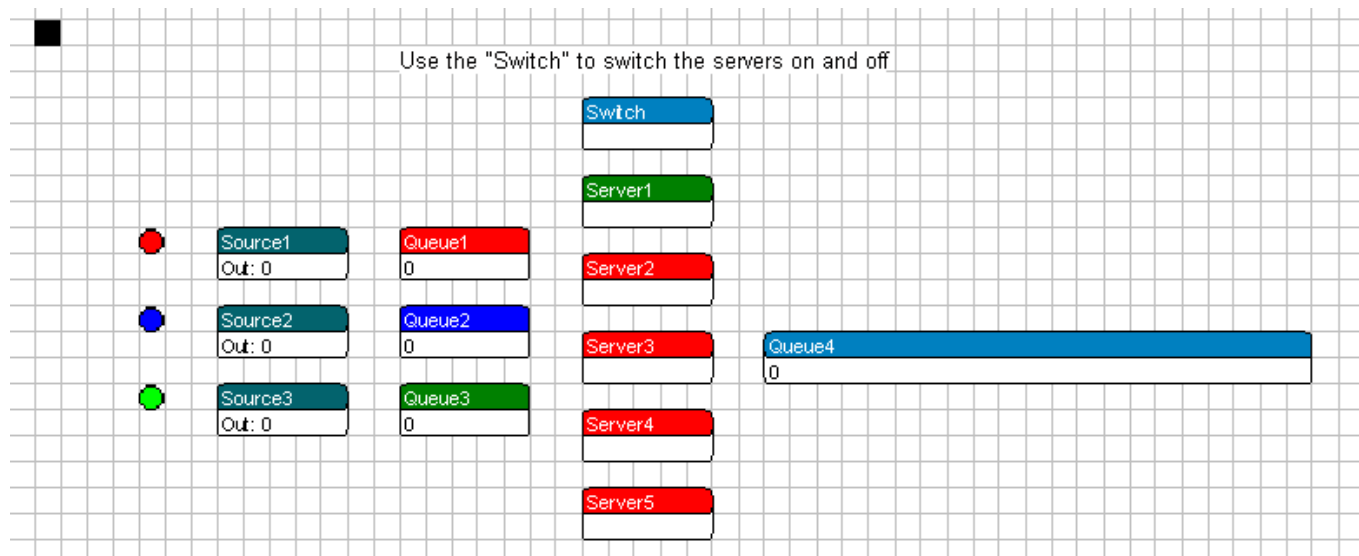 Use the "Switch" to switch the servers on and off
Switch
Server1
Source1
Out: 0
Queue1
0
Server2
Source2
Out: 0
Queue2
0
Server3
Queue4
0
Source3
Out: 0
Queue3
0
Server4
Server5